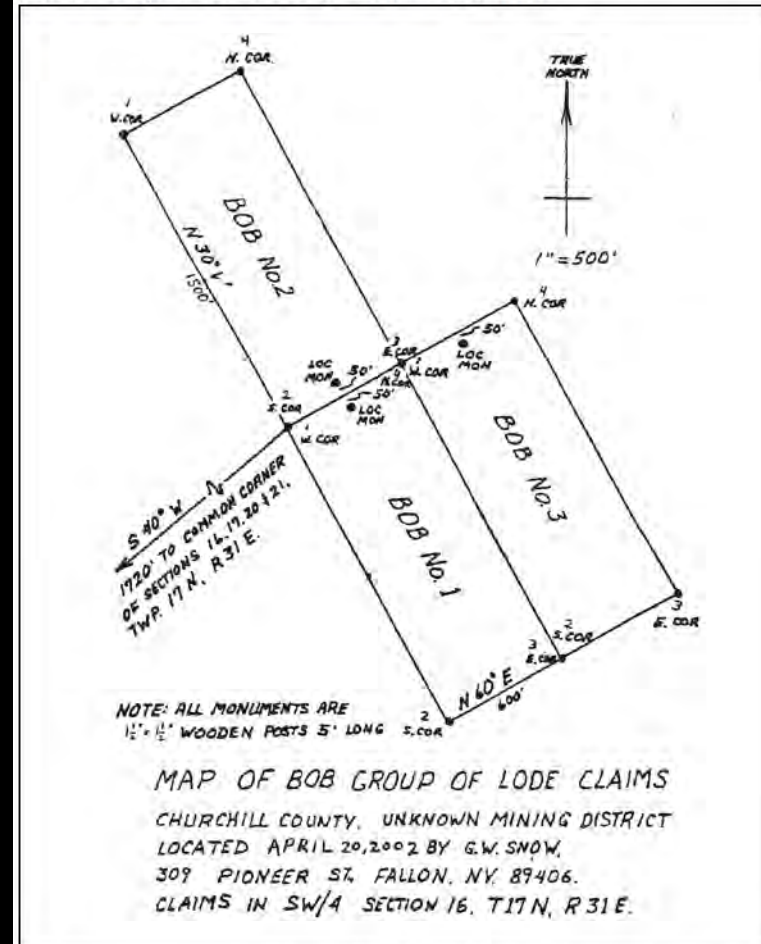 4
N. COR.
1
W. COR
TRUE
NORTH
1" = 500'
BOB No. 2
N 30° W
1500'
4
N. COR
50'
LOC
MON
3
E. COR
1
W. COR
4
N. COR
LOC
MON
50'
50'
LOC
MON
2
S. COR
1
W. COR
BOB No. 3
BOB No. 1
S 40° W
1720' TO COMMON CORNER
OF SECTIONS 16, 17, 20 & 21,
TWP. 17 N, R 31 E.
3
E. COR
2
S. COR
3
E. COR
N 60° E
600'
2
S. COR
NOTE: ALL MONUMENTS ARE
1½" × 1½" WOODEN POSTS 5' LONG
MAP OF BOB GROUP OF LODE CLAIMS
CHURCHILL COUNTY, UNKNOWN MINING DISTRICT
LOCATED APRIL 20, 2002 BY G.W. SNOW,
309 PIONEER ST, FALLON, NV, 89406.
CLAIMS IN SW/4 SECTION 16, T17N, R31E.